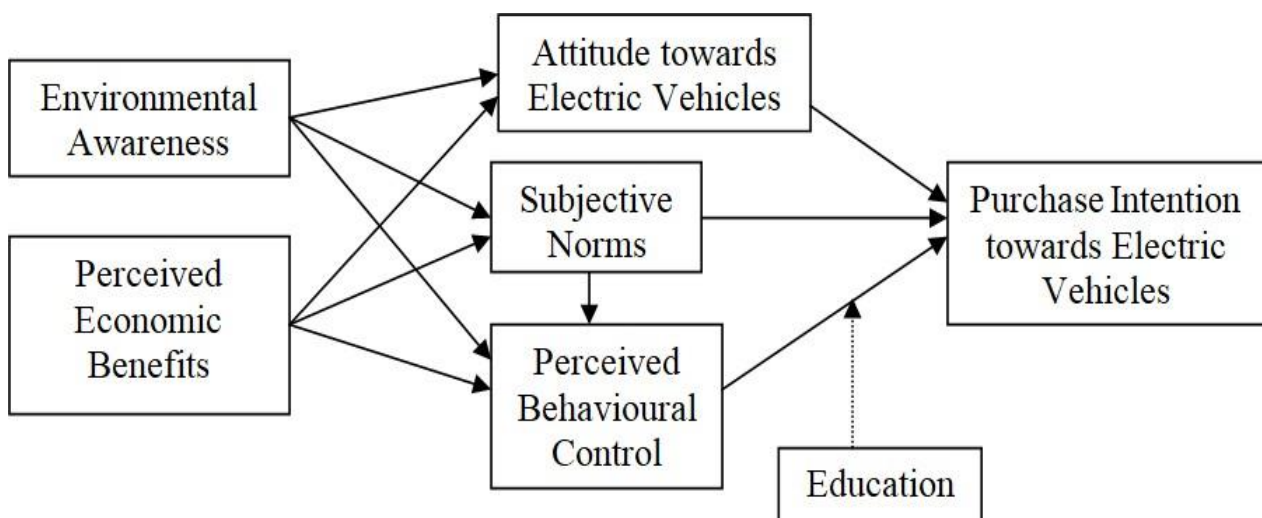 Environmental
Awareness
Perceived
Economic
Benefits
Attitude towards
Electric Vehicles
Subjective
Norms
Perceived
Behavioural
Control
Education
Purchase Intention
towards Electric
Vehicles